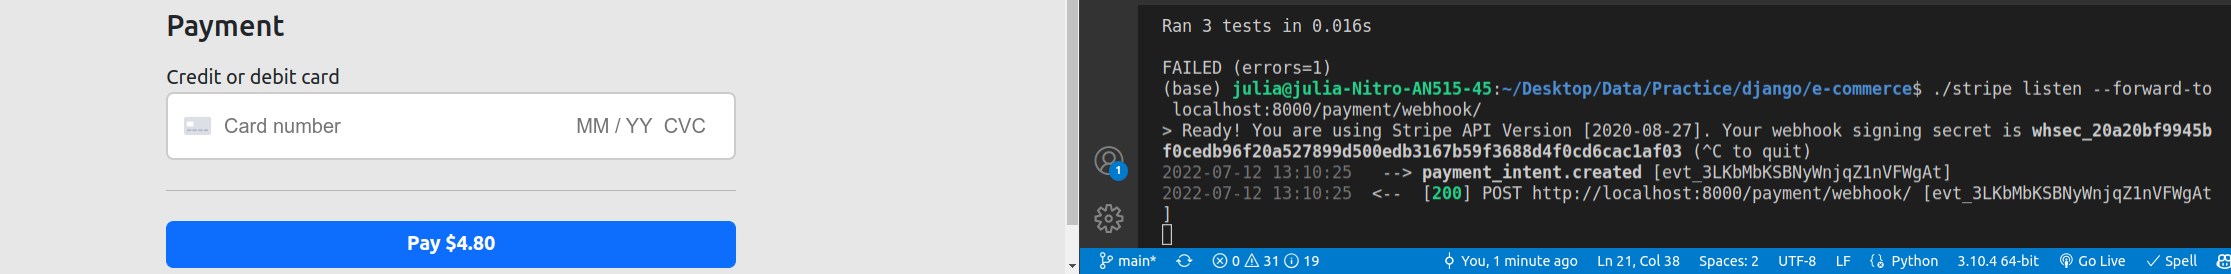 Payment
Credit or debit card
Card number MM / YY CVC
Pay $4.80
Ran 3 tests in 0.016s
FAILED (errors=1)
(base) julia@julia-Nitro-AN515-45:~/Desktop/Data/Practice/django/e-commerce$ ./stripe listen --forward-to
localhost:8000/payment/webhook/
> Ready! You are using Stripe API Version [2020-08-27]. Your webhook signing secret is whsec_20a20bf9945b
f0cedb96f20a527899d500edb3167b59f3688d4f0cd6cac1af03 (^C to quit)
2022-07-12 13:10:25 --> payment_intent.created [evt_3LKbMbKSBNyWnjqZ1nVFWgAt]
2022-07-12 13:10:25 <-- [200] POST http://localhost:8000/payment/webhook/ [evt_3LKbMbKSBNyWnjqZ1nVFWgAt
]
1
main* 0 31 19 You, 1 minute ago Ln 21, Col 38 Spaces: 2 UTF-8 LF Python 3.10.4 64-bit Go Live Spell